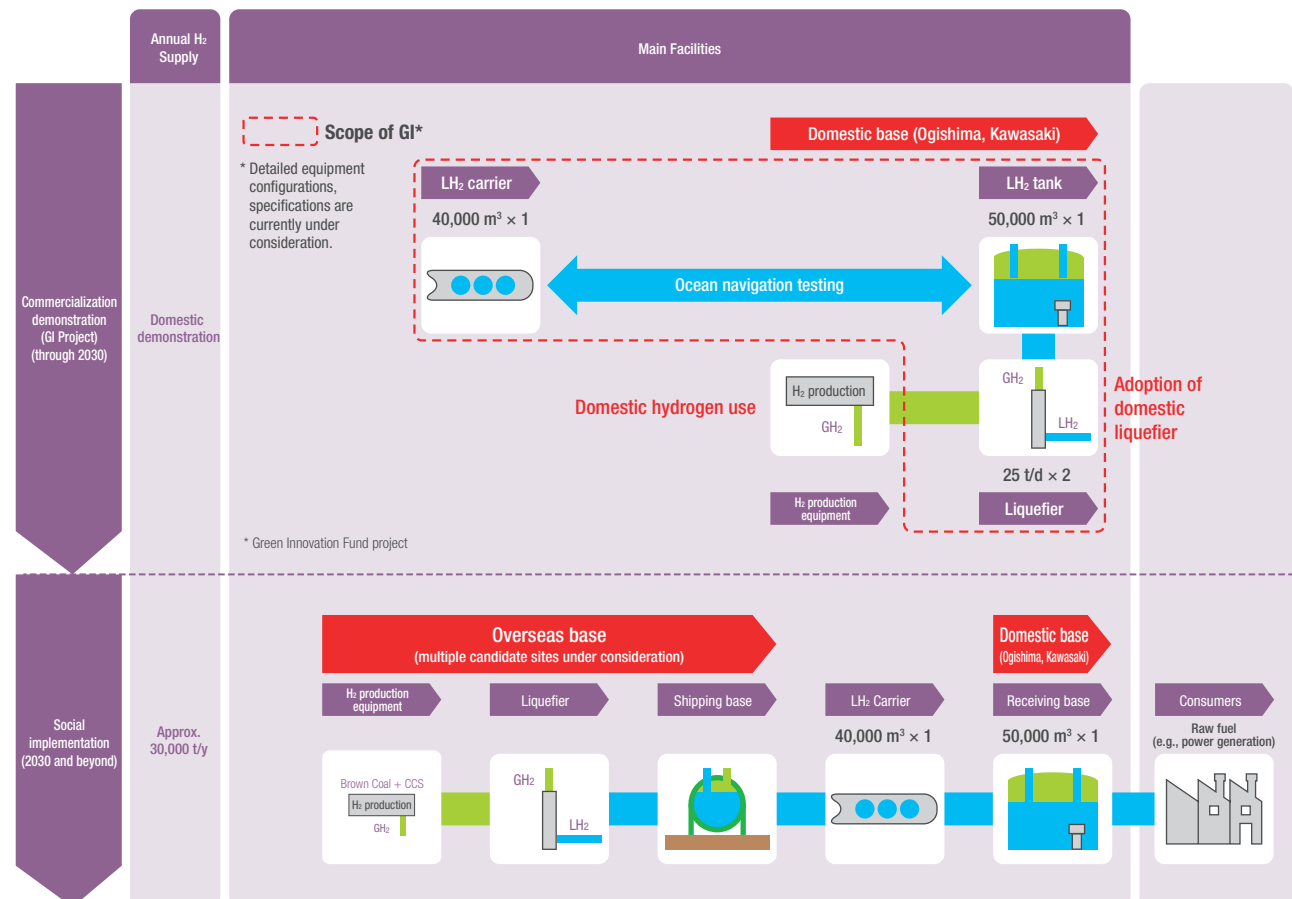 Annual H₂
Supply
Main Facilities
Commercialization
demonstration
(GI Project)
(through 2030)
Domestic
demonstration
Scope of GI*
* Detailed equipment
configurations,
specifications are
currently under
consideration.
Domestic base (Ogishima, Kawasaki)
LH₂ carrier
40,000 m³ × 1
LH₂ tank
50,000 m³ × 1
Ocean navigation testing
Domestic hydrogen use
H₂ production
GH₂
GH₂
LH₂
Adoption of
domestic
liquefier
25 t/d × 2
H₂ production
equipment
Liquefier
* Green Innovation Fund project
Social
implementation
(2030 and beyond)
Approx.
30,000 t/y
Overseas base
(multiple candidate sites under consideration)
Domestic base
(Ogishima, Kawasaki)
H₂ production
equipment
Liquefier
Shipping base
LH₂ Carrier
Receiving base
Consumers
40,000 m³ × 1
50,000 m³ × 1
Raw fuel
(e.g., power generation)
Brown Coal + CCS
H₂ production
GH₂
GH₂
LH₂